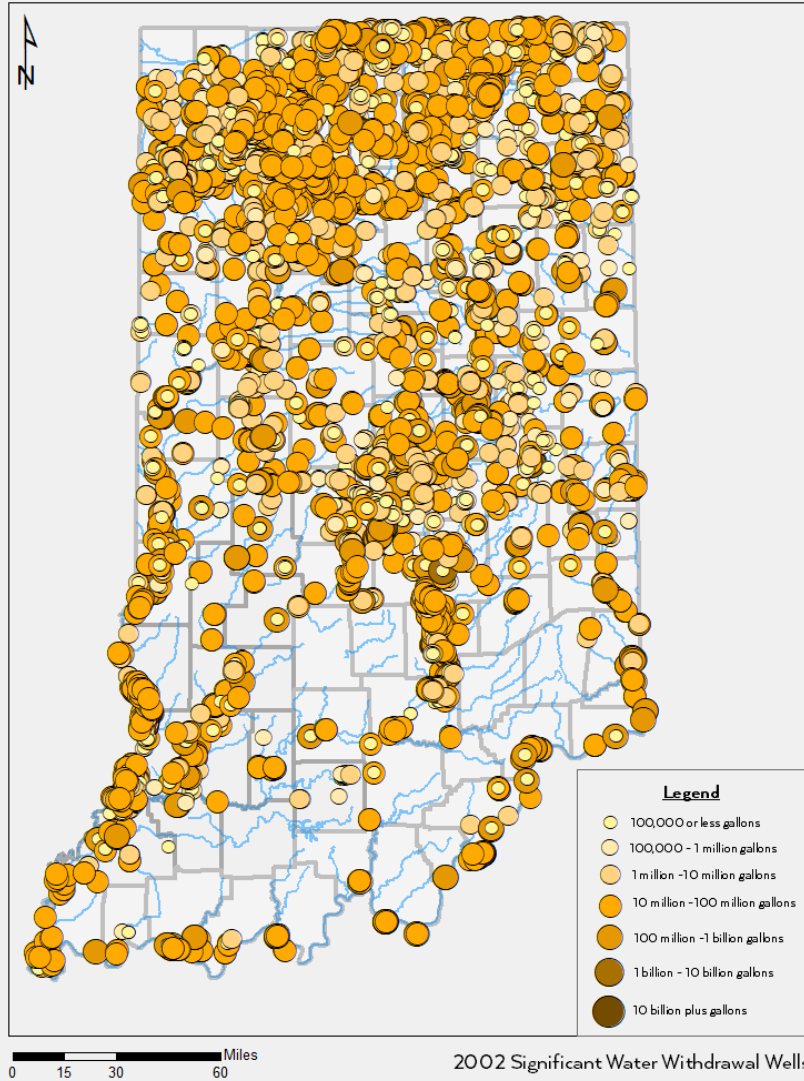 N
Legend
100,000 or less gallons
100,000 - 1 million gallons
1 million -10 million gallons
10 million -100 million gallons
100 million -1 billion gallons
1 billion - 10 billion gallons
10 billion plus gallons
Miles
0 15 30 60
2002 Significant Water Withdrawal Wells